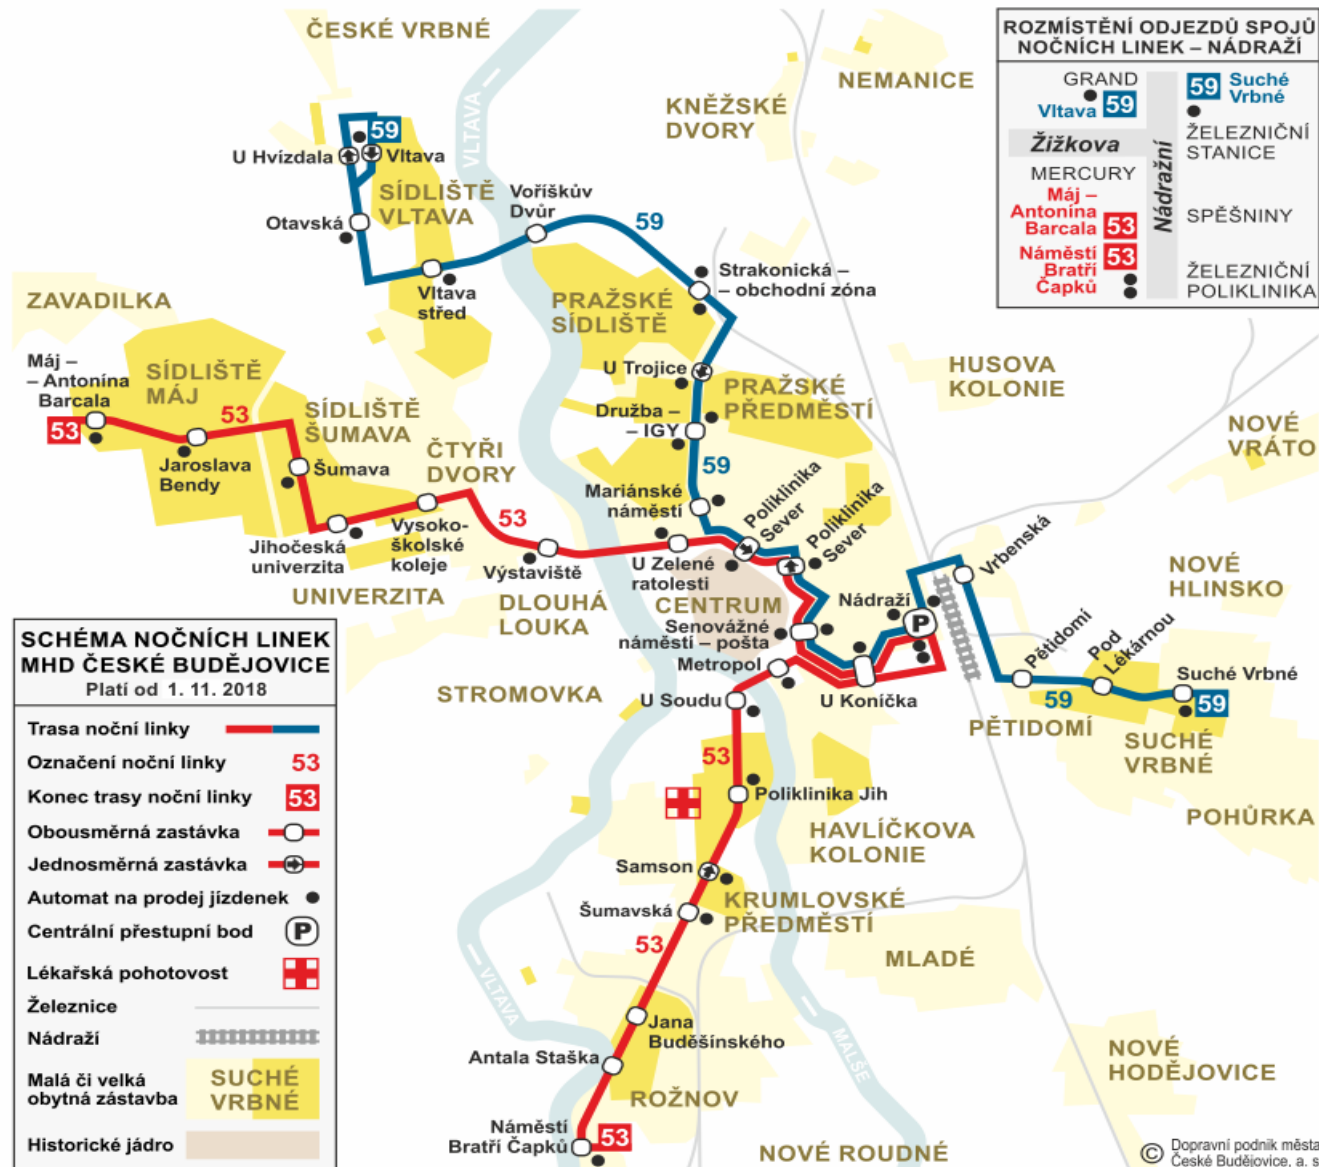 ČESKÉ VRBNÉ
NEMANICE
KNĚŽSKÉ
DVORY
VLTAVA
ROZMÍSTĚNÍ ODJEZDŮ SPOJŮ
NOČNÍCH LINEK – NÁDRAŽÍ
GRAND
Vltava 59
59 Suché
Vrbné
Žižkova
Nádražní
ŽELEZNIČNÍ
STANICE
MERCURY
Máj –
Antonína
Barcala 53
SPĚŠNINY
Náměstí
Bratří
Čapků
53
ŽELEZNIČNÍ
POLIKLINIKA
59
U Hvízdala
Vltava
SÍDLIŠTĚ
VLTAVA
Otavská
Voříškův
Dvůr
59
Vltava
střed
Strakonická –
– obchodní zóna
PRAŽSKÉ
SÍDLIŠTĚ
ZAVADILKA
Máj –
– Antonína
Barcala
53
SÍDLIŠTĚ
MÁJ
53
Jaroslava
Bendy
SÍDLIŠTĚ
ŠUMAVA
Šumava
ČTYŘI
DVORY
U Trojice
PRAŽSKÉ
PŘEDMĚSTÍ
Družba –
– IGY
59
HUSOVA
KOLONIE
NOVÉ
VRÁTO
Mariánské
náměstí
Poliklinika
Sever
Poliklinika
Sever
Jihočeská
univerzita
Vysoko-
školské
koleje
53
Výstaviště
U Zelené
ratolesti
UNIVERZITA
DLOUHÁ
LOUKA
CENTRUM
Senovážné
náměstí – pošta
Nádraží
P
Vrbenská
NOVÉ
HLINSKO
Metropol
U Koníčka
STROMOVKA
U Soudu
Pětidomí
Pod
Lékárnou
Suché Vrbné
59
59
PĚTIDOMÍ
SUCHÉ
VRBNÉ
53
Poliklinika Jih
HAVLÍČKOVA
KOLONIE
POHŮRKA
Samson
Šumavská
KRUMLOVSKÉ
PŘEDMĚSTÍ
53
MLADÉ
VLTAVA
MALŠE
Jana
Buděšínského
Antala Staška
ROŽNOV
NOVÉ
HODĚJOVICE
Náměstí
Bratří Čapků
53
NOVÉ ROUDNÉ
SCHÉMA NOČNÍCH LINEK
MHD ČESKÉ BUDĚJOVICE
Platí od 1. 11. 2018
Trasa noční linky
Označení noční linky 53
Konec trasy noční linky 53
Obousměrná zastávka
Jednosměrná zastávka
Automat na prodej jízdenek
Centrální přestupní bod P
Lékařská pohotovost
Železnice
Nádraží
Malá či velká
obytná zástavba
SUCHÉ
VRBNÉ
Historické jádro
© Dopravní podnik města
České Budějovice, a. s